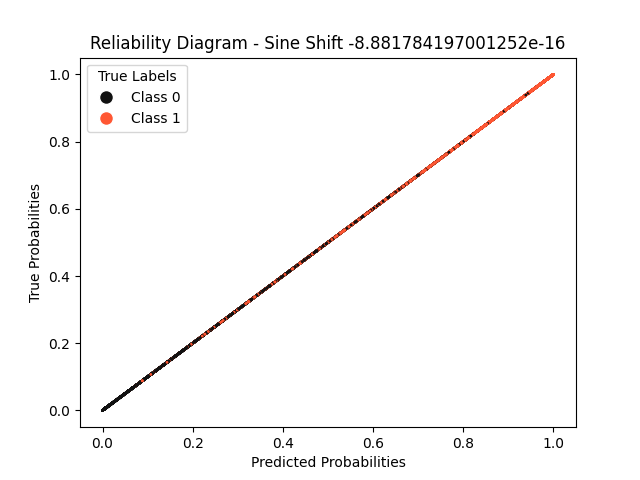 Reliability Diagram - Sine Shift -8.881784197001252e-16
True Labels
Class 0
Class 1
True Probabilities
1.0
0.8
0.6
0.4
0.2
0.0
0.0 0.2 0.4 0.6 0.8 1.0
Predicted Probabilities